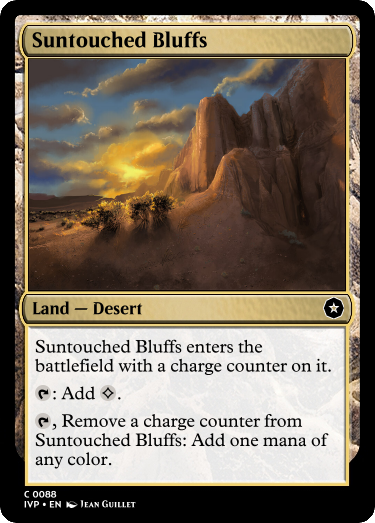 Suntouched Bluffs
Land — Desert
Suntouched Bluffs enters the
battlefield with a charge counter on it.
: Add .
, Remove a charge counter from
Suntouched Bluffs: Add one mana of
any color.
C 0088
IVP • EN Jean Guillet